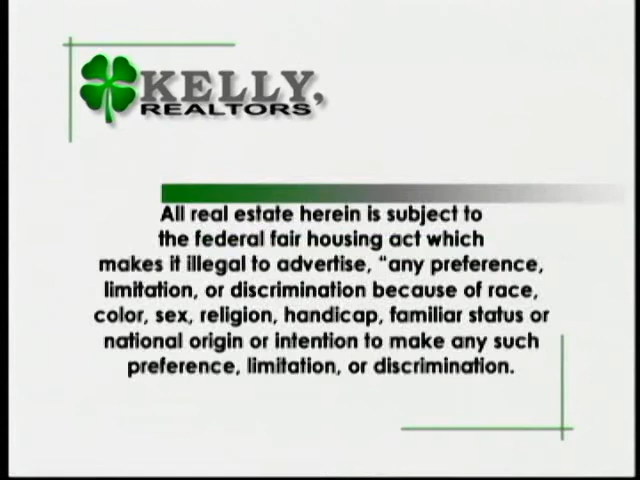 KELLY,
REALTORS
All real estate herein is subject to
the federal fair housing act which
makes it illegal to advertise, "any preference,
limitation, or discrimination because of race,
color, sex, religion, handicap, familiar status or
national origin or intention to make any such
preference, limitation, or discrimination.